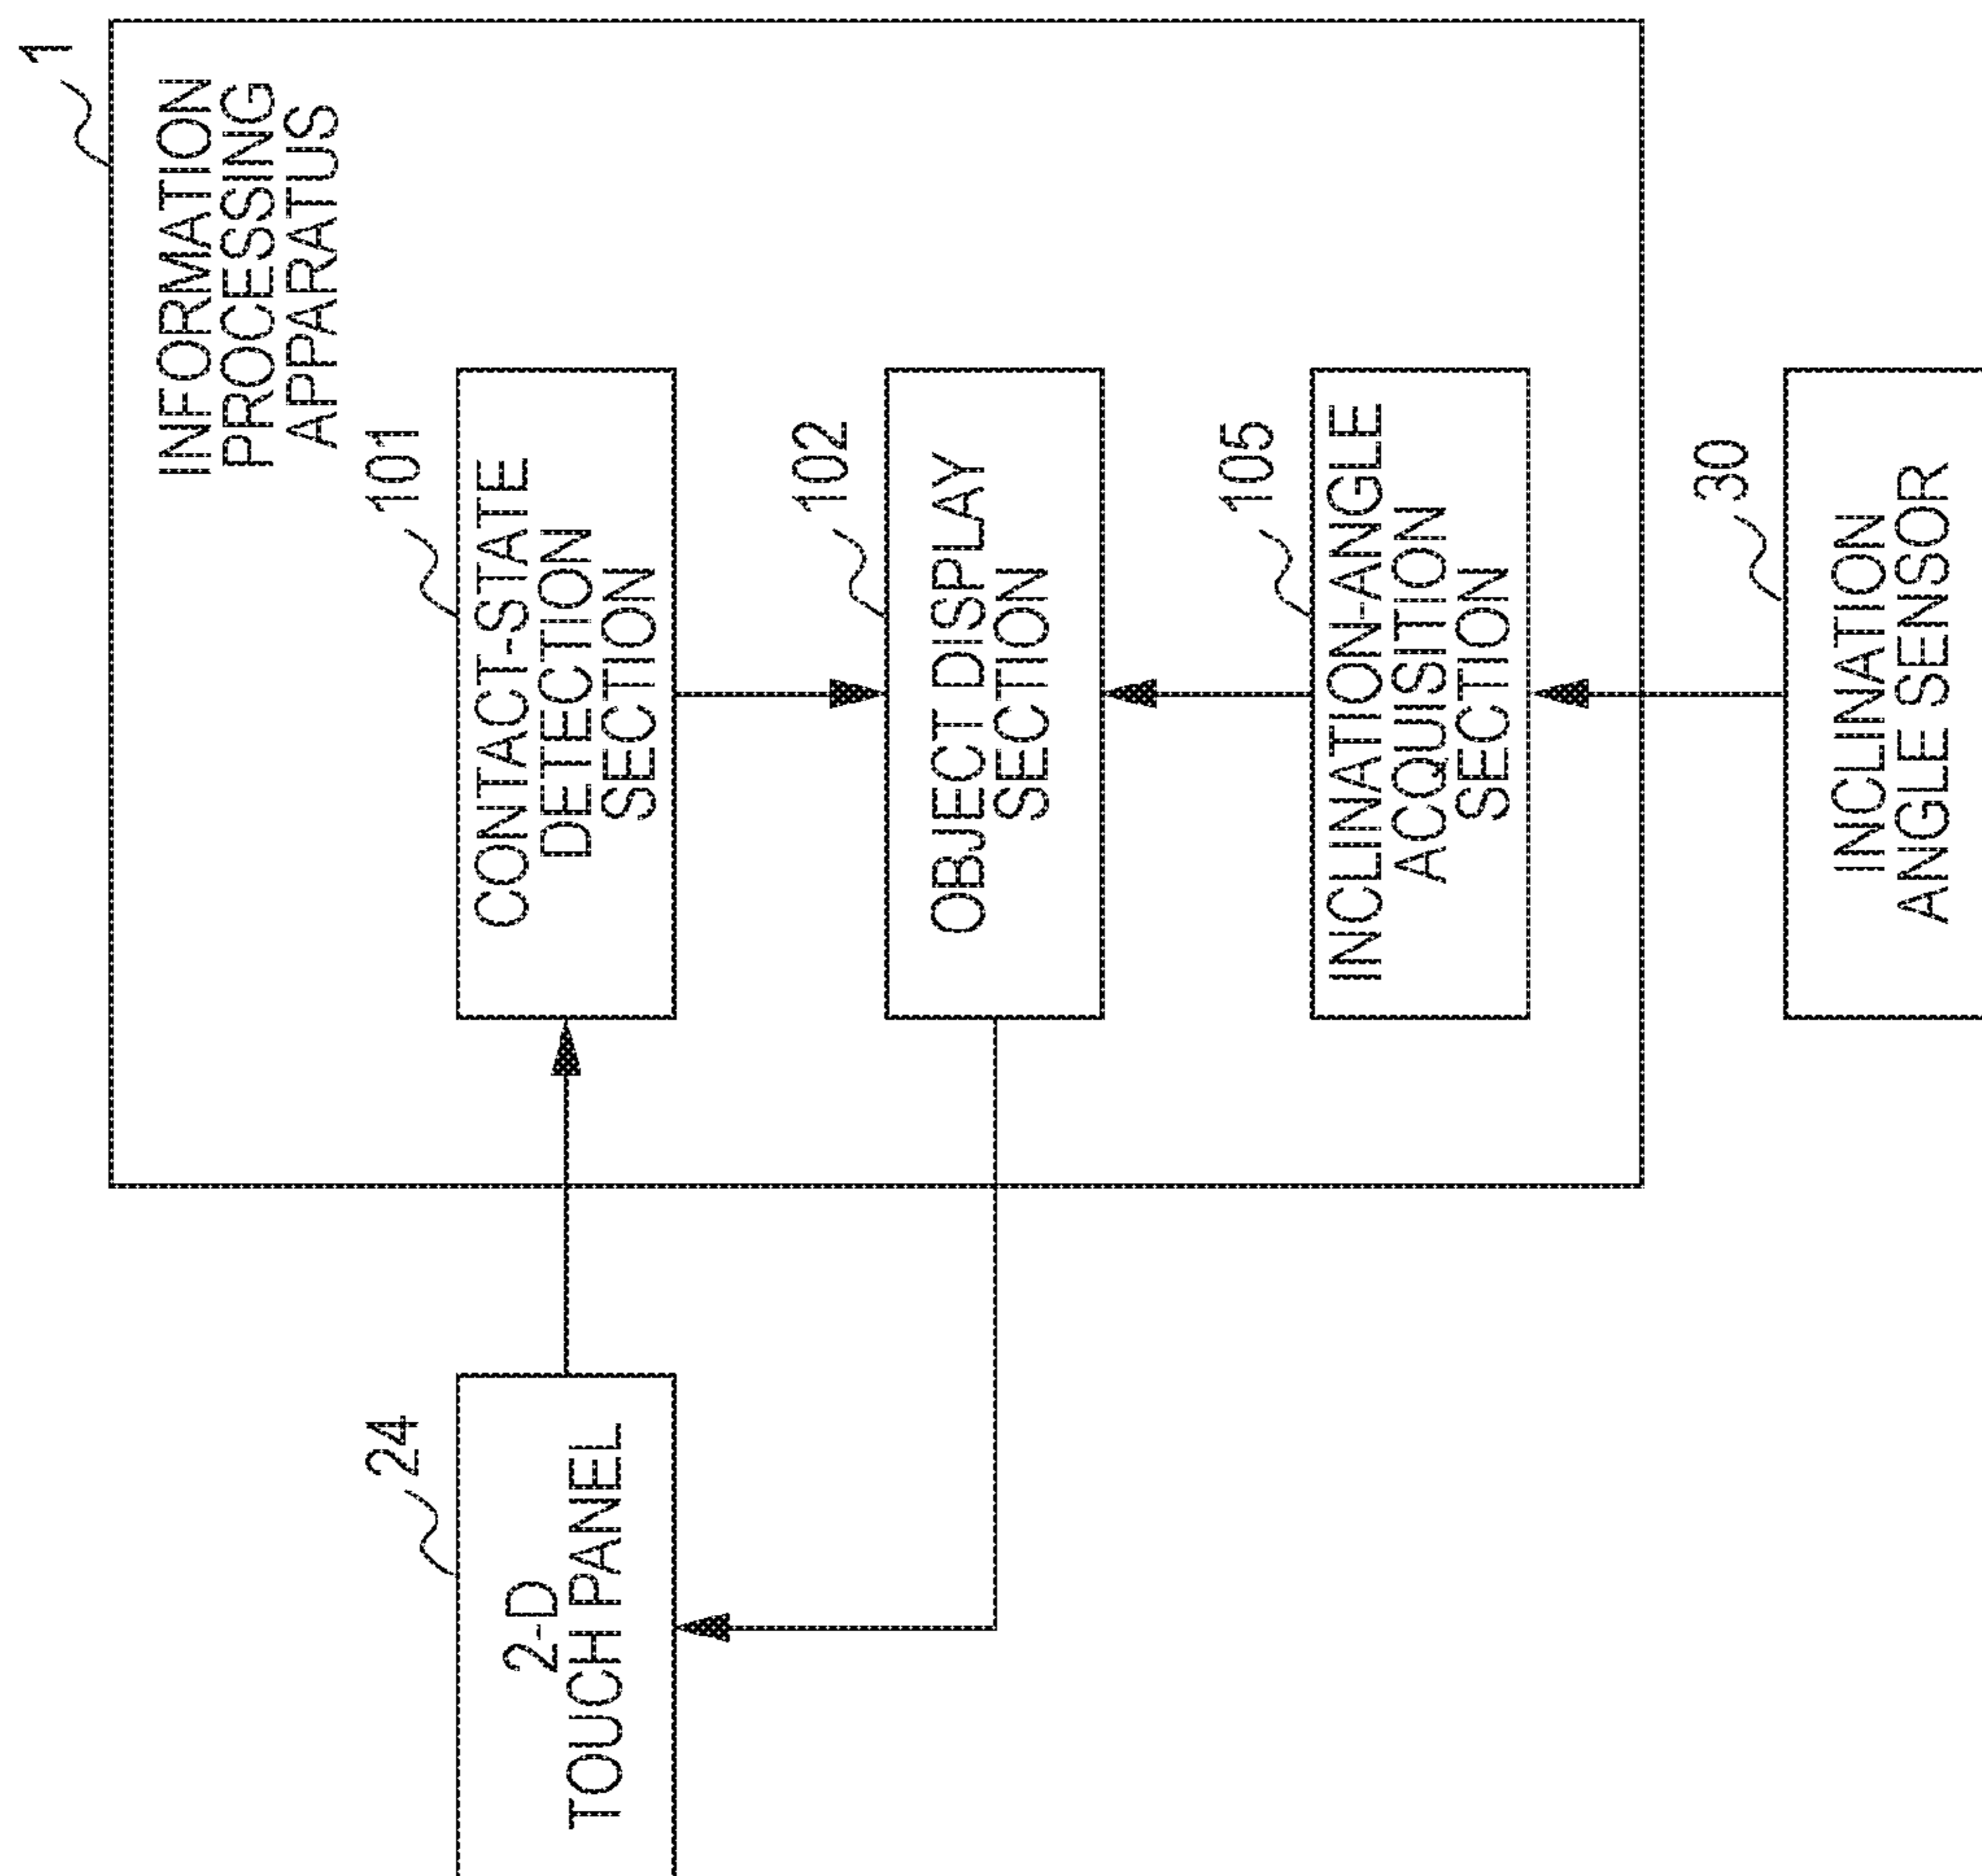 1
INFORMATION
PROCESSING
APPARATUS
24
2-D
TOUCH PANEL
101
CONTACT-STATE
DETECTION
SECTION
102
OBJECT DISPLAY
SECTION
105
INCLINATION-ANGLE
ACQUISITION
SECTION
30
INCLINATION
ANGLE SENSOR